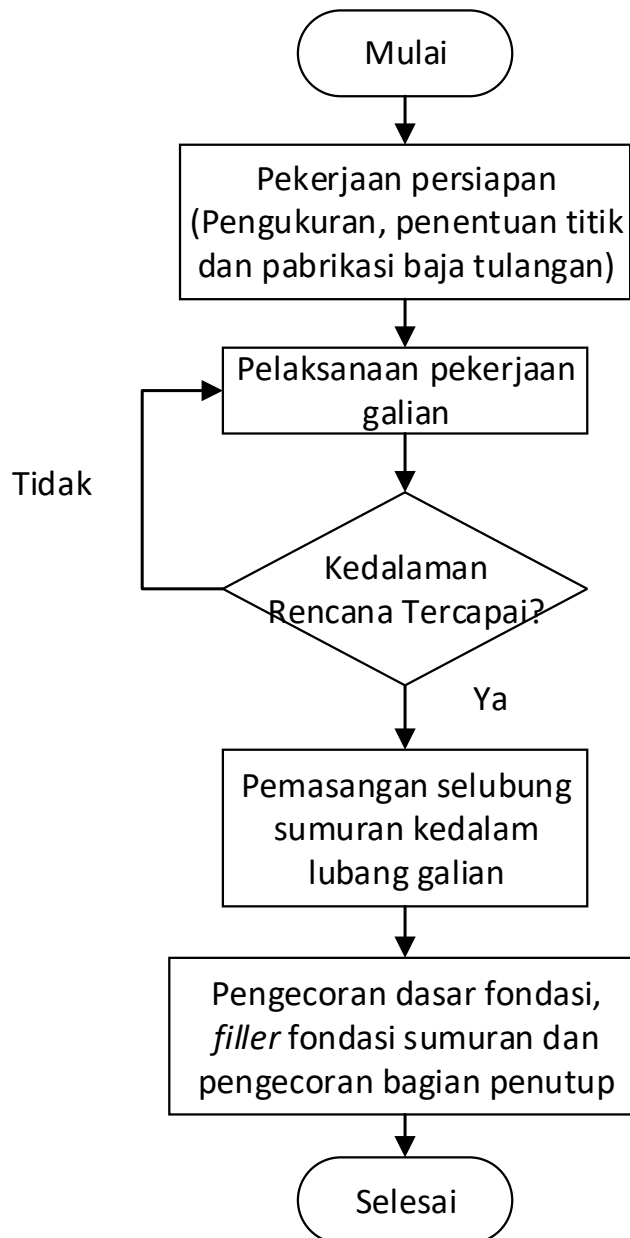 Mulai
Pekerjaan persiapan
(Pengukuran, penentuan titik
dan pabrikasi baja tulangan)
Pelaksanaan pekerjaan
galian
Tidak
Kedalaman
Rencana Tercapai?
Ya
Pemasangan selubung
sumuran kedalam
lubang galian
Pengecoran dasar fondasi,
filler fondasi sumuran dan
pengecoran bagian penutup
Selesai